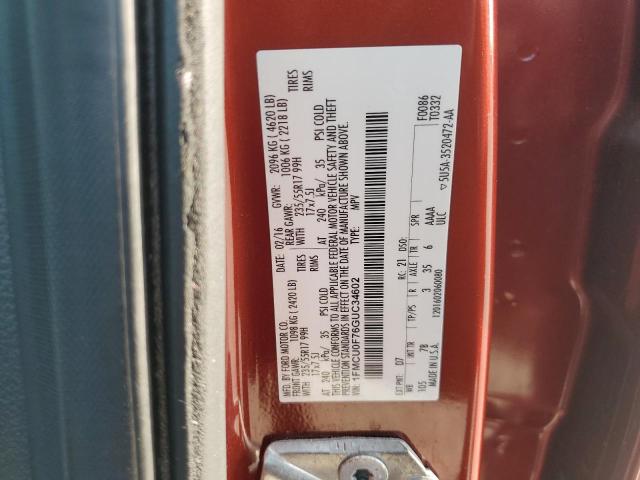 MFD. BY FORD MOTOR CO.
DATE: 02/16 GVWR: 2096 KG ( 4620 LB)
FRONT GAWR: 1098 KG ( 2420 LB) REAR GAWR: 1006 KG ( 2218 LB)
WITH 235/55R17 99H TIRES WITH 235/55R17 99H TIRES
17x7.5J RIMS 17x7.5J RIMS
AT 240 kPa/ 35 PSI COLD AT 240 kPa/ 35 PSI COLD
THIS VEHICLE CONFORMS TO ALL APPLICABLE FEDERAL MOTOR VEHICLE SAFETY AND THEFT
PREVENTION STANDARDS IN EFFECT ON THE DATE OF MANUFACTURE SHOWN ABOVE.
VIN: 1FMCU0F76GUC34602 TYPE: MPV
F0086
T0332
EXT PNT: D7 RC: 21 DSO:
WB INT TR TP/PS R AXLE TR SPR
105 7B 3 35 6 AAAA
ULC
MADE IN U.S.A. 1201602060080
5U5A-3520472-AA